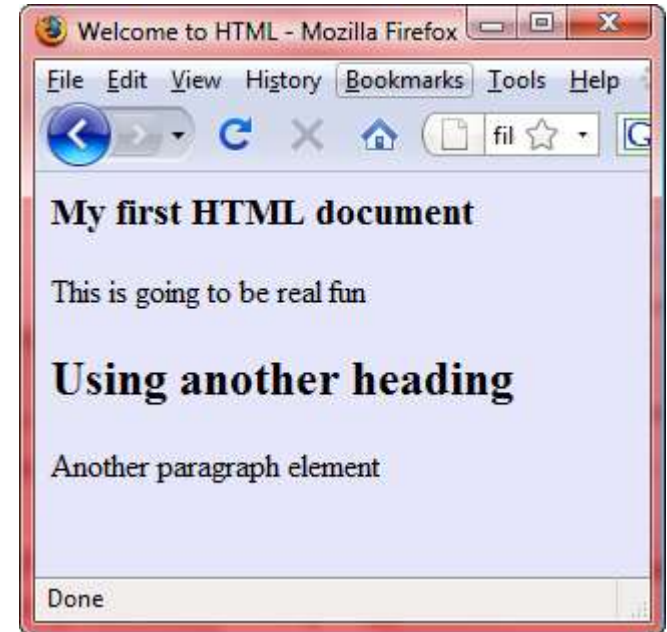 Welcome to HTML - Mozilla Firefox
File Edit View History Bookmarks Tools Help
fil G
My first HTML document
This is going to be real fun
Using another heading
Another paragraph element
Done